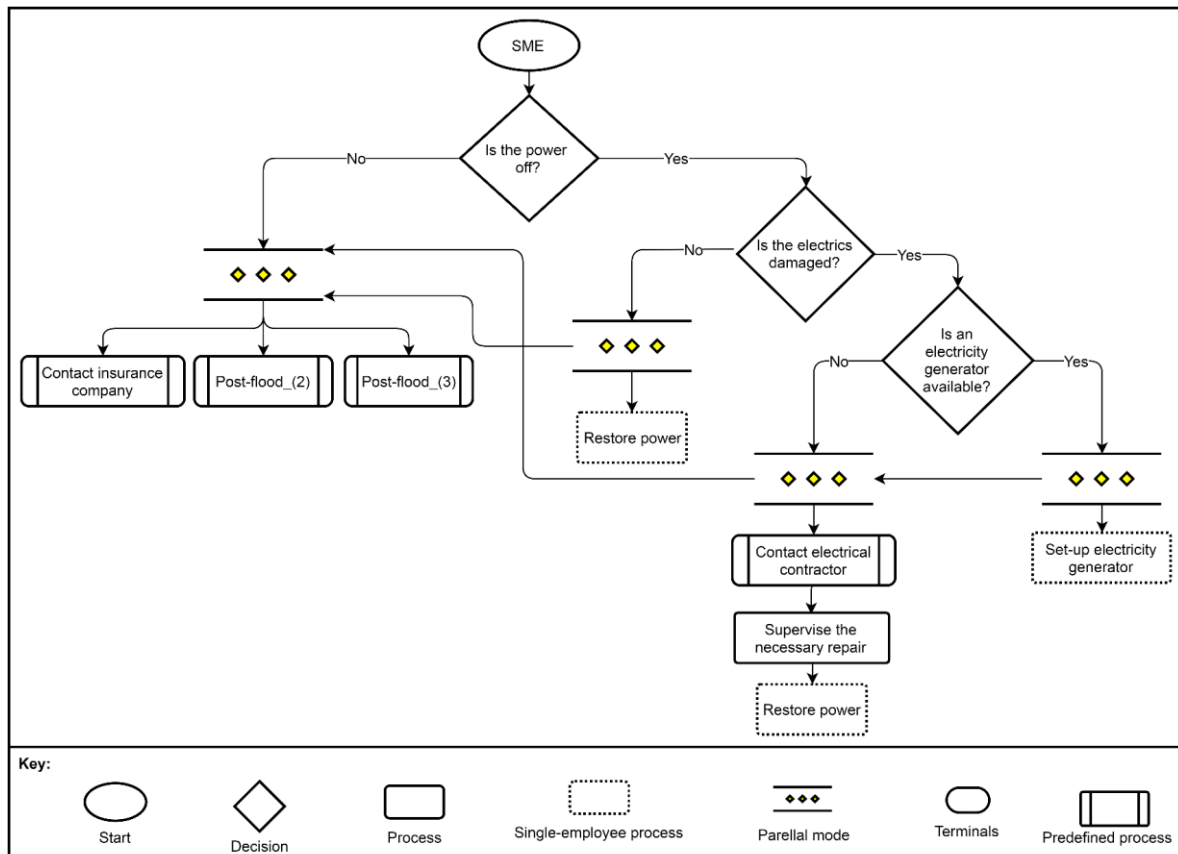 SME
Is the power
off?
No
Yes
Is the electrics
damaged?
No
Yes
Is an
electricity
generator
available?
No
Yes
Contact insurance
company
Post-flood_(2)
Post-flood_(3)
Restore power
Contact electrical
contractor
Set-up electricity
generator
Supervise the
necessary repair
Restore power
Key:
Start
Decision
Process
Single-employee process
Parellal mode
Terminals
Predefined process